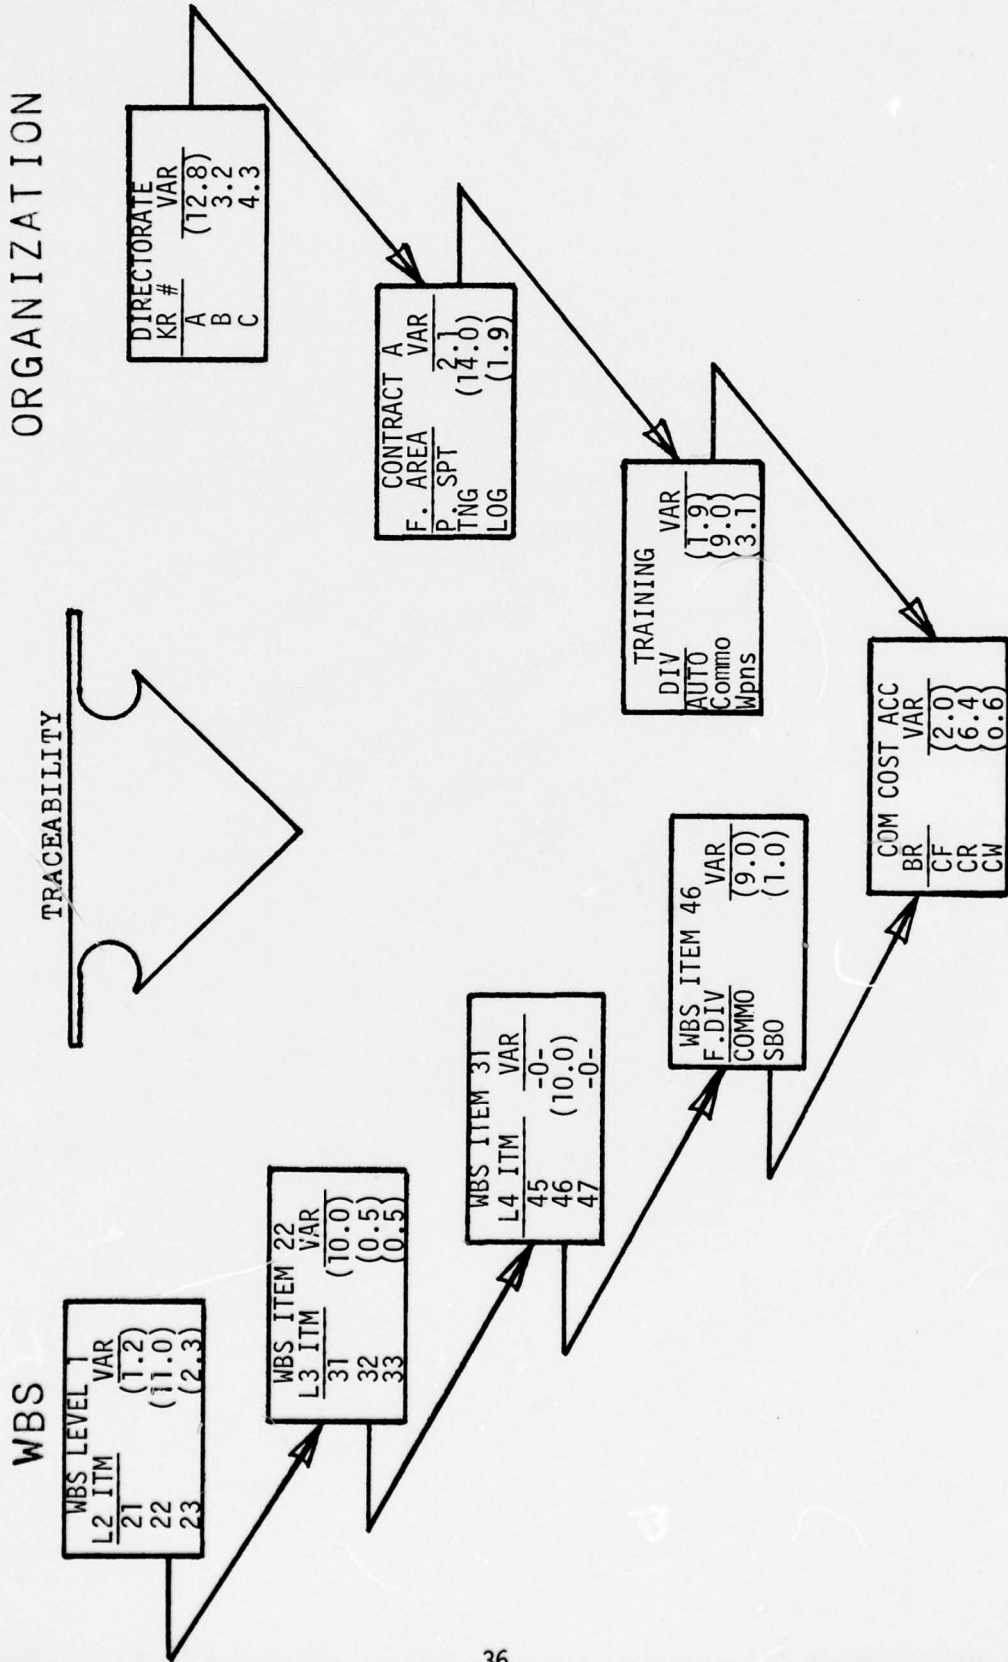 WBS
TRACEABILITY
ORGANIZATION
WBS LEVEL 1
L2 ITM VAR
21 (1.2)
22 (11.0)
23 (2.3)
WBS ITEM 22
L3 ITM VAR
31 (10.0)
32 (0.5)
33 (0.5)
WBS ITEM 31
L4 ITM VAR
45 -0-
46 (10.0)
47 -0-
WBS ITEM 46
F.DIV VAR
COMMO (9.0)
SBO (1.0)
COM COST ACC
BR VAR
CF (2.0)
CR (6.4)
CW (0.6)
DIRECTORATE
KR # VAR
A (12.8)
B 3.2
C 4.3
CONTRACT A
F. AREA VAR
P. SPT 2.1
TNG (14.0)
LOG (1.9)
TRAINING
DIV VAR
AUTO (1.9)
Commo (9.0)
Wpns (3.1)
36